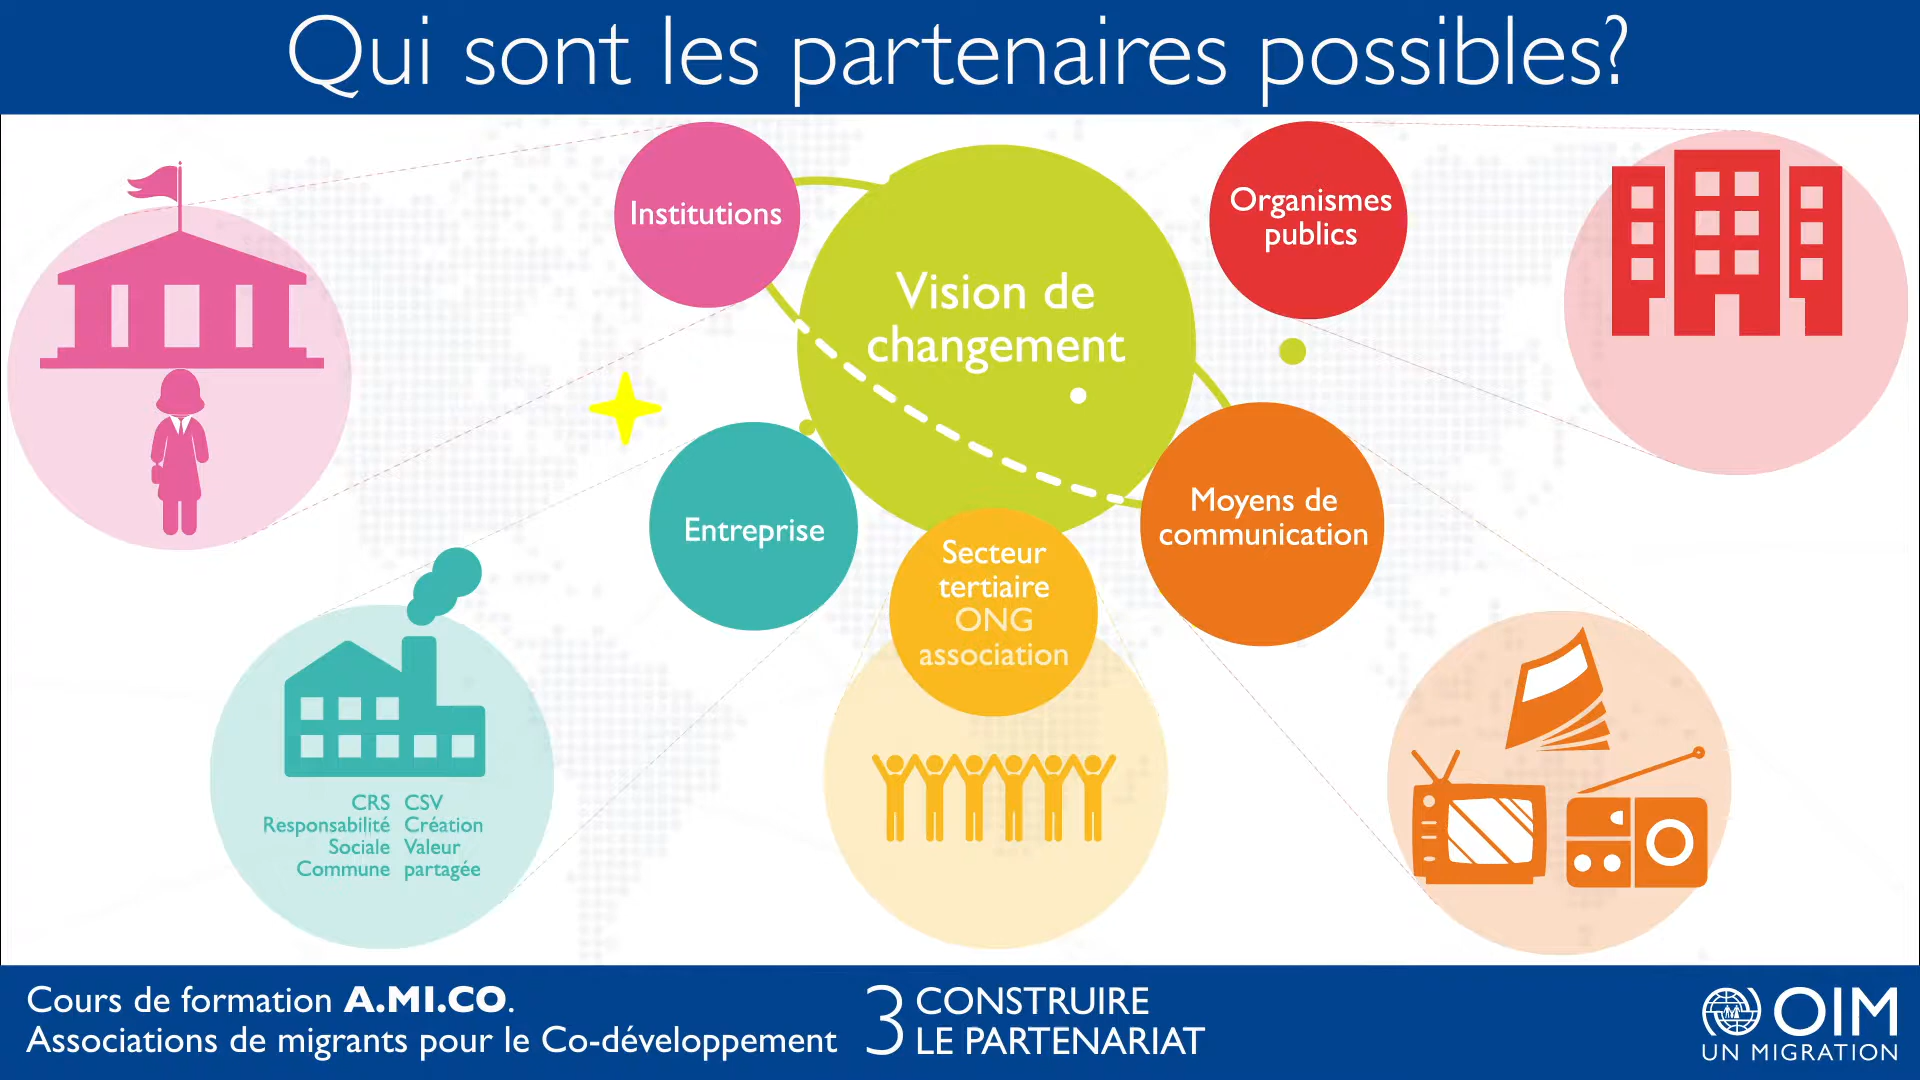 Qui sont les partenaires possibles?
Institutions
Organismes
publics
Vision de
changement
Entreprise
Moyens de
communication
Secteur
tertiaire
ONG
association
CRS
Responsabilité
Sociale
Commune
CSV
Création
Valeur
partagée
Cours de formation A.MI.CO.
Associations de migrants pour le Co-développement
3 CONSTRUIRE
LE PARTENARIAT
OIM
UN MIGRATION